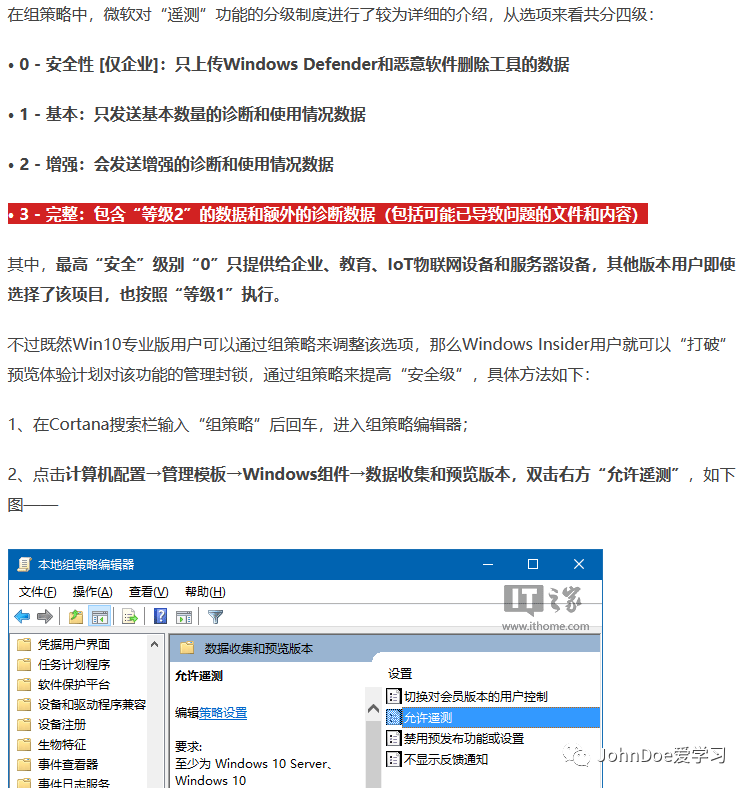 在组策略中，微软对“遥测”功能的分级制度进行了较为详细的介绍，从选项来看共分四级：
• 0 - 安全性 [仅企业]：只上传Windows Defender和恶意软件删除工具的数据
• 1 - 基本：只发送基本数量的诊断和使用情况数据
• 2 - 增强：会发送增强的诊断和使用情况数据
• 3 - 完整：包含“等级2”的数据和额外的诊断数据（包括可能已导致问题的文件和内容）
其中，最高“安全”级别“0”只提供给企业、教育、IoT物联网设备和服务器设备，其他版本用户即使
选择了该项目，也按照“等级1”执行。
不过既然Win10专业版用户可以通过组策略来调整该选项，那么Windows Insider用户就可以“打破”
预览体验计划对该功能的管理封锁，通过组策略来提高“安全级”，具体方法如下：
1、在Cortana搜索栏输入“组策略”后回车，进入组策略编辑器；
2、点击计算机配置→管理模板→Windows组件→数据收集和预览版本，双击右方“允许遥测”，如下
图——
本地组策略编辑器
文件(F) 操作(A) 查看(V) 帮助(H)
IT之家
www.ithome.com
凭据用户界面
任务计划程序
软件保护平台
设备和驱动程序兼容
设备注册
生物特征
事件查看器
事件日志服务
数据收集和预览版本
允许遥测
编辑策略设置
要求:
至少为 Windows 10 Server、
Windows 10
设置
切换对会员版本的用户控制
允许遥测
禁用预发布功能或设置
不显示反馈通知
JohnDoe爱学习